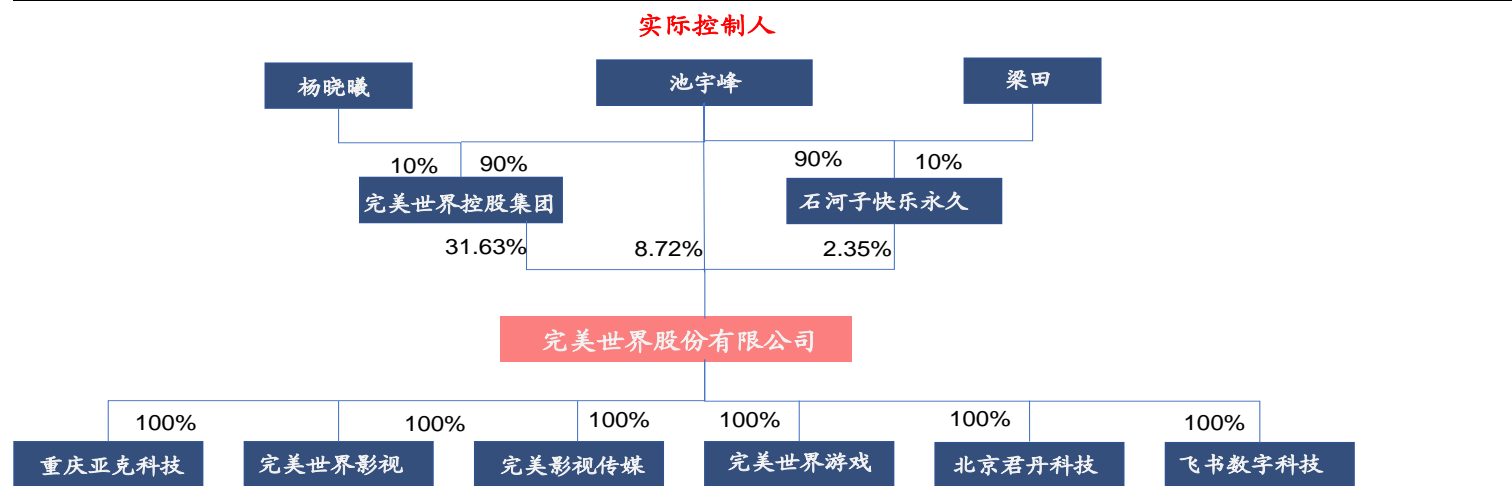 实际控制人
杨晓曦
池宇峰
梁田
10%
90%
90%
10%
完美世界控股集团
石河子快乐永久
31.63%
8.72%
2.35%
完美世界股份有限公司
100%
100%
100%
100%
100%
100%
重庆亚克科技
完美世界影视
完美影视传媒
完美世界游戏
北京君丹科技
飞书数字科技